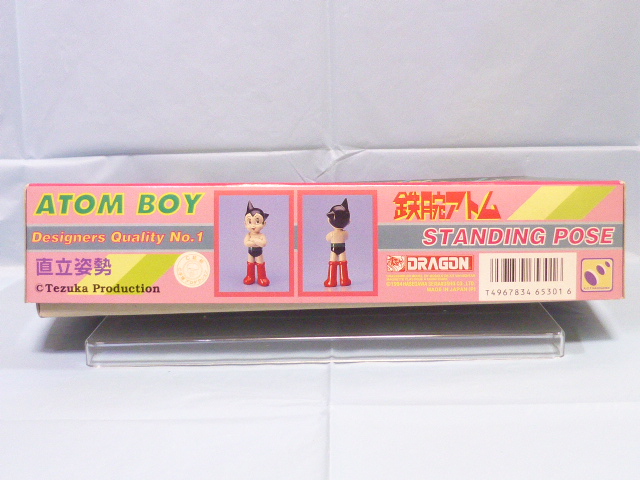 ATOM BOY
Designers Quality No.1
直立姿勢
©Tezuka Production
鉄腕アトム
STANDING POSE
DRAGON
T4967834 65301 6